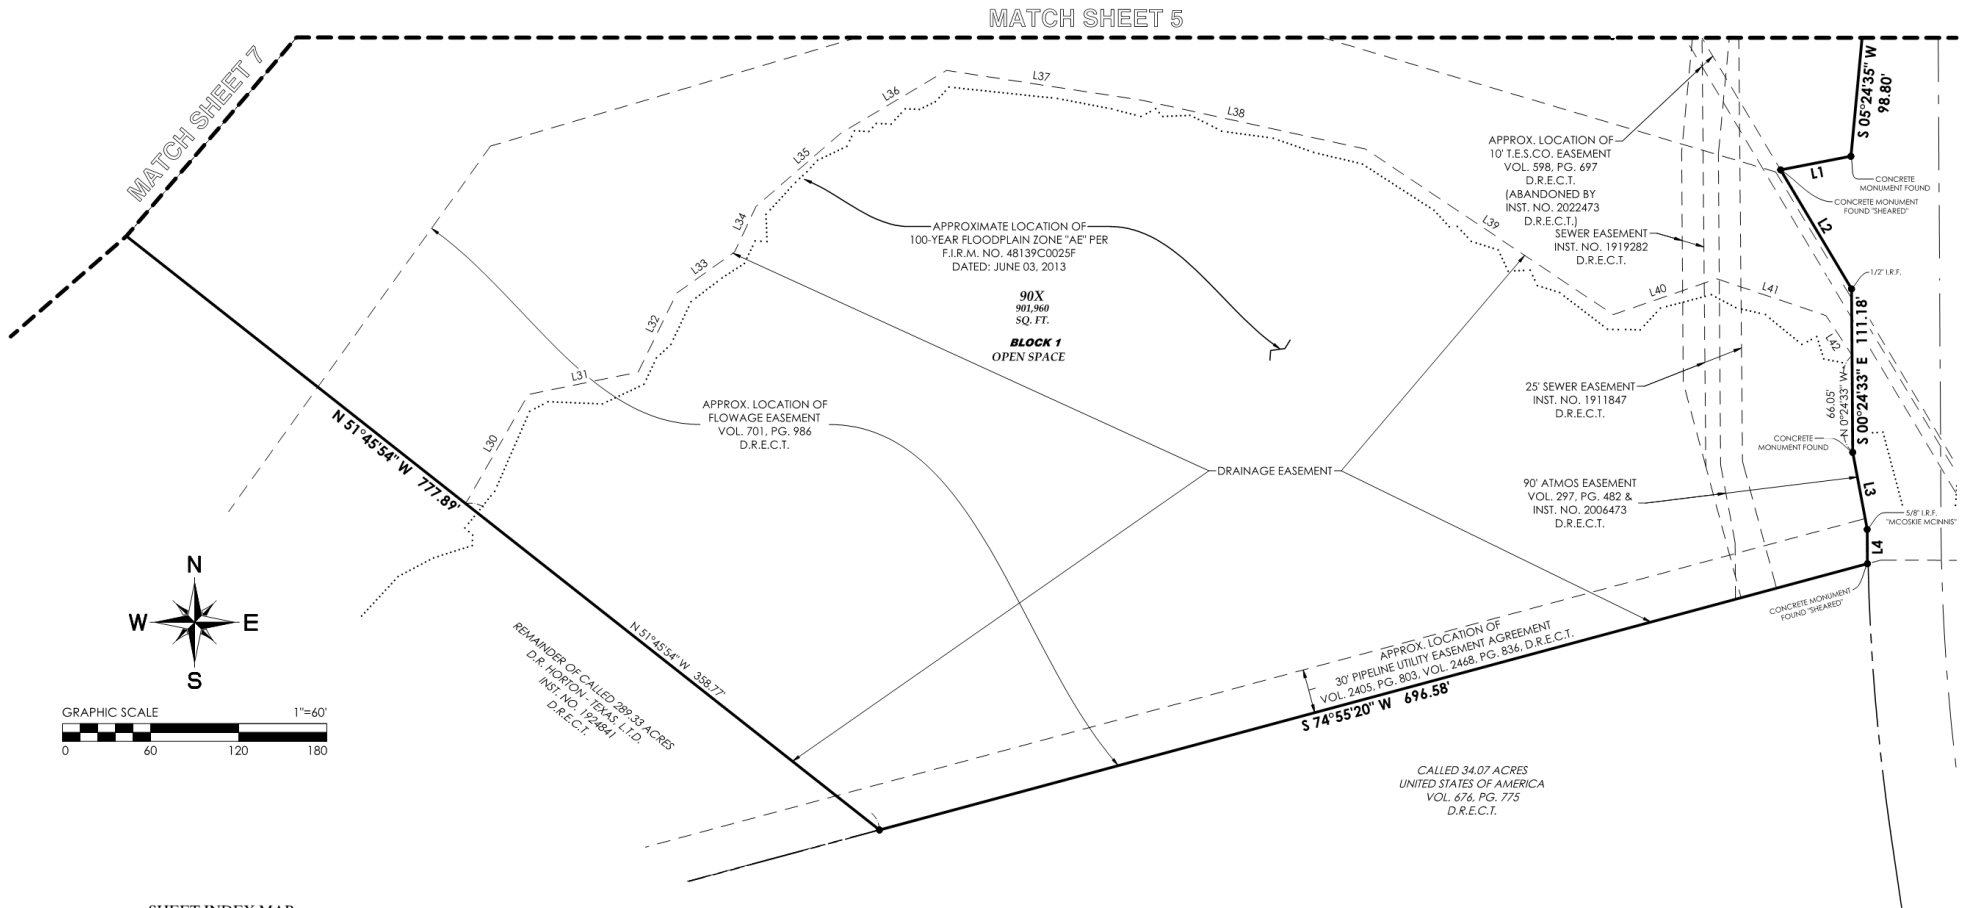 MATCH SHEET 5
MATCH SHEET 7
L37
L36
L38
L35
L34
L33
L32
L31
L30
L39
L40
L41
L42
S 05°24'35" W
98.80'
L1
CONCRETE
MONUMENT FOUND
CONCRETE MONUMENT
FOUND "SHEARED"
L2
1/2" I.R.F.
APPROX. LOCATION OF
10' T.E.S.CO. EASEMENT
VOL. 598, PG. 697
D.R.E.C.T.
(ABANDONED BY
INST. NO. 2022473
D.R.E.C.T.)
SEWER EASEMENT
INST. NO. 1919282
D.R.E.C.T.
APPROXIMATE LOCATION OF
100-YEAR FLOODPLAIN ZONE "AE" PER
F.I.R.M. NO. 48139C0025F
DATED: JUNE 03, 2013
90X
901,960
SQ. FT.
BLOCK 1
OPEN SPACE
S 00°24'33" E 111.18'
N 0°24'33" W
66.05'
25' SEWER EASEMENT
INST. NO. 1911847
D.R.E.C.T.
APPROX. LOCATION OF
FLOWAGE EASEMENT
VOL. 701, PG. 986
D.R.E.C.T.
CONCRETE
MONUMENT FOUND
DRAINAGE EASEMENT
N 51°45'54" W 777.89'
90' ATMOS EASEMENT
VOL. 297, PG. 482 &
INST. NO. 2006473
D.R.E.C.T.
L3
5/8" I.R.F.
"MCOSKIE MCINNIS"
L4
CONCRETE MONUMENT
FOUND "SHEARED"
N
W
E
S
N 51°45'54" W 358.77'
REMAINDER OF CALLED 289.33 ACRES
D.R. HORTON - TEXAS, L.T.D.
INST. NO. 1924841
D.R.E.C.T.
APPROX. LOCATION OF
30' PIPELINE UTILITY EASEMENT AGREEMENT
VOL. 2405, PG. 803, VOL. 2468, PG. 836, D.R.E.C.T.
S 74°55'20" W 696.58'
GRAPHIC SCALE 1"=60'
0 60 120 180
CALLED 34.07 ACRES
UNITED STATES OF AMERICA
VOL. 676, PG. 775
D.R.E.C.T.
SHEET INDEX MAP